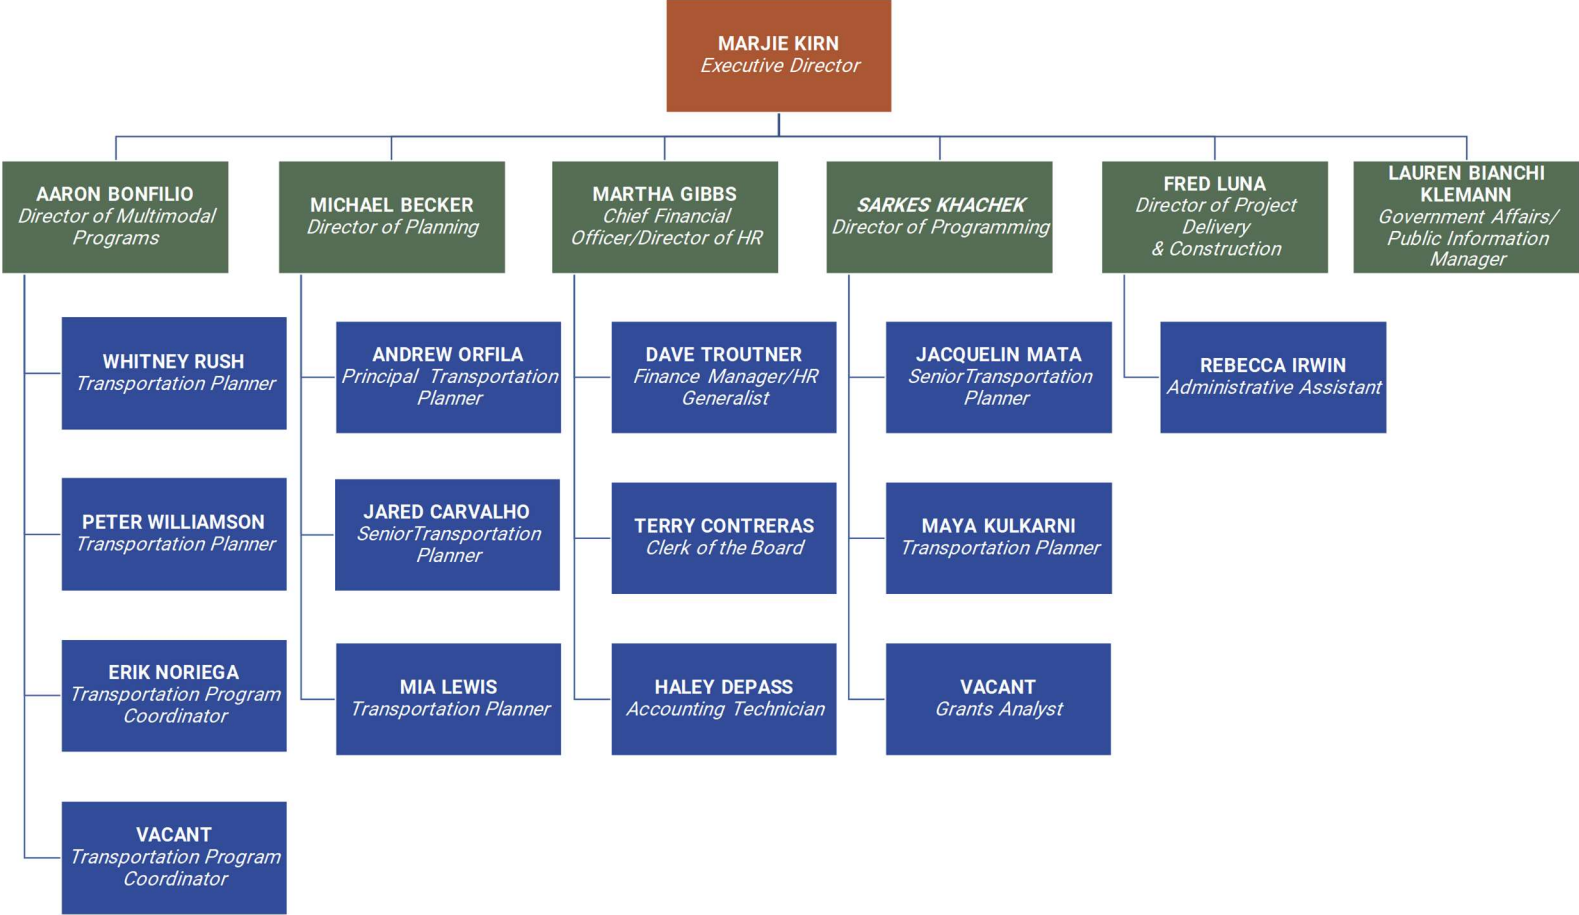 MARJIE KIRN
Executive Director
AARON BONFILIO
Director of Multimodal
Programs
MICHAEL BECKER
Director of Planning
MARTHA GIBBS
Chief Financial
Officer/Director of HR
SARKES KHACHEK
Director of Programming
FRED LUNA
Director of Project
Delivery
& Construction
LAUREN BIANCHI
KLEMANN
Government Affairs/
Public Information
Manager
WHITNEY RUSH
Transportation Planner
ANDREW ORFILA
Principal Transportation
Planner
DAVE TROUTNER
Finance Manager/HR
Generalist
JACQUELIN MATA
SeniorTransportation
Planner
REBECCA IRWIN
Administrative Assistant
PETER WILLIAMSON
Transportation Planner
JARED CARVALHO
SeniorTransportation
Planner
TERRY CONTRERAS
Clerk of the Board
MAYA KULKARNI
Transportation Planner
ERIK NORIEGA
Transportation Program
Coordinator
MIA LEWIS
Transportation Planner
HALEY DEPASS
Accounting Technician
VACANT
Grants Analyst
VACANT
Transportation Program
Coordinator